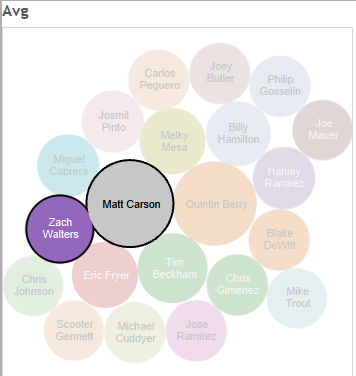 Avg
Carlos
Peguero
Joey
Butler
Philip
Gosselin
Josmil
Pinto
Melky
Mesa
Billy
Hamilton
Joe
Mauer
Miguel
Cabrera
Hanley
Ramirez
Matt Carson
Quintin Berry
Zach
Walters
Blake
DeWitt
Tim
Beckham
Eric Fryer
Chris
Johnson
Chris
Gimenez
Mike
Trout
Scooter
Gennett
Michael
Cuddyer
Jose
Ramirez